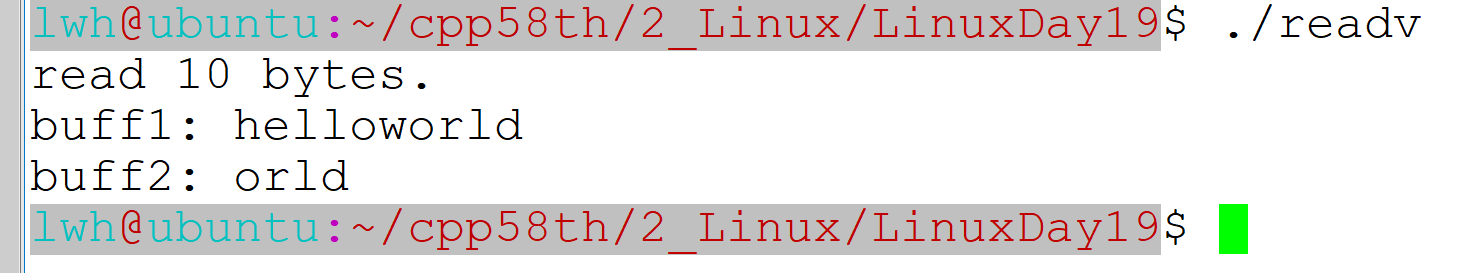 lwh@ubuntu:~/cpp58th/2_Linux/LinuxDay19$ ./readv
read 10 bytes.
buff1: helloworld
buff2: orld
lwh@ubuntu:~/cpp58th/2_Linux/LinuxDay19$